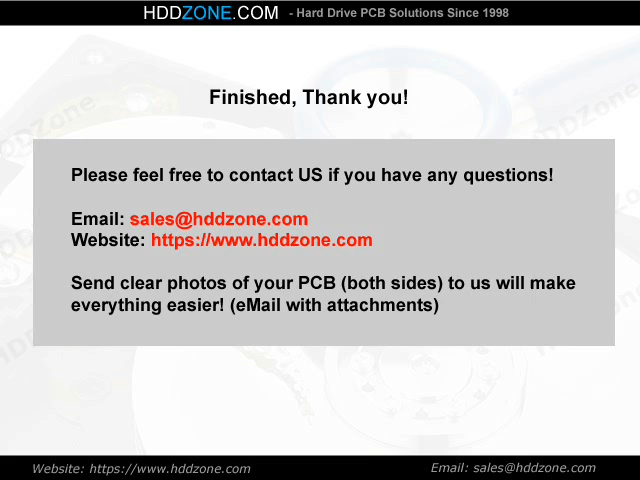 HDDZONE.COM - Hard Drive PCB Solutions Since 1998
Finished, Thank you!
Please feel free to contact US if you have any questions!
Email: sales@hddzone.com
Website: https://www.hddzone.com
Send clear photos of your PCB (both sides) to us will make
everything easier! (eMail with attachments)
Website: https://www.hddzone.com
Email: sales@hddzone.com